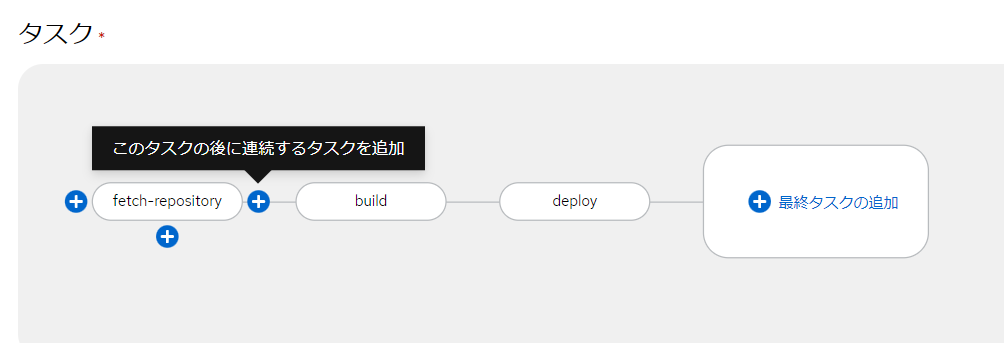 タスク *
このタスクの後に連続するタスクを追加
fetch-repository
build
deploy
最終タスクの追加